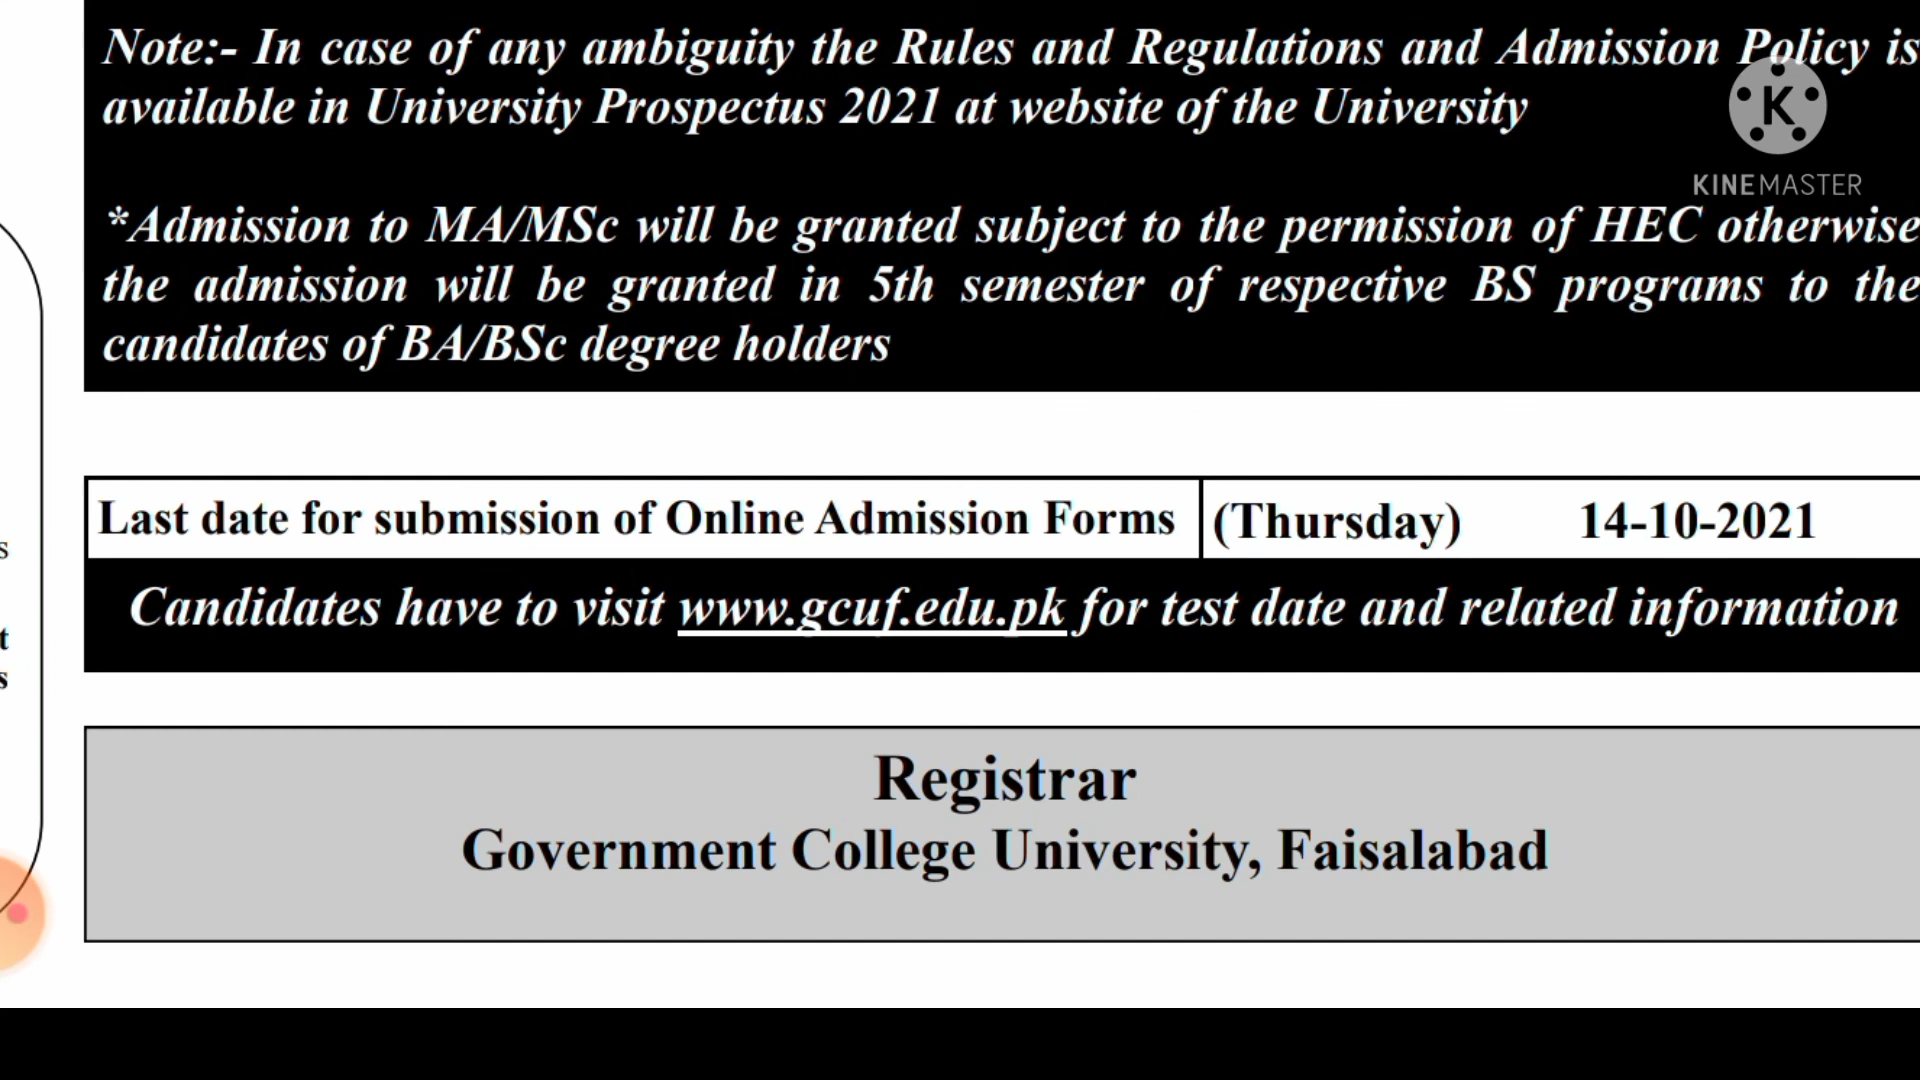 Note:- In case of any ambiguity the Rules and Regulations and Admission Policy is
available in University Prospectus 2021 at website of the University
K
KINEMASTER
*Admission to MA/MSc will be granted subject to the permission of HEC otherwise
the admission will be granted in 5th semester of respective BS programs to the
candidates of BA/BSc degree holders
Last date for submission of Online Admission Forms (Thursday) 14-10-2021
Candidates have to visit www.gcuf.edu.pk for test date and related information
Registrar
Government College University, Faisalabad